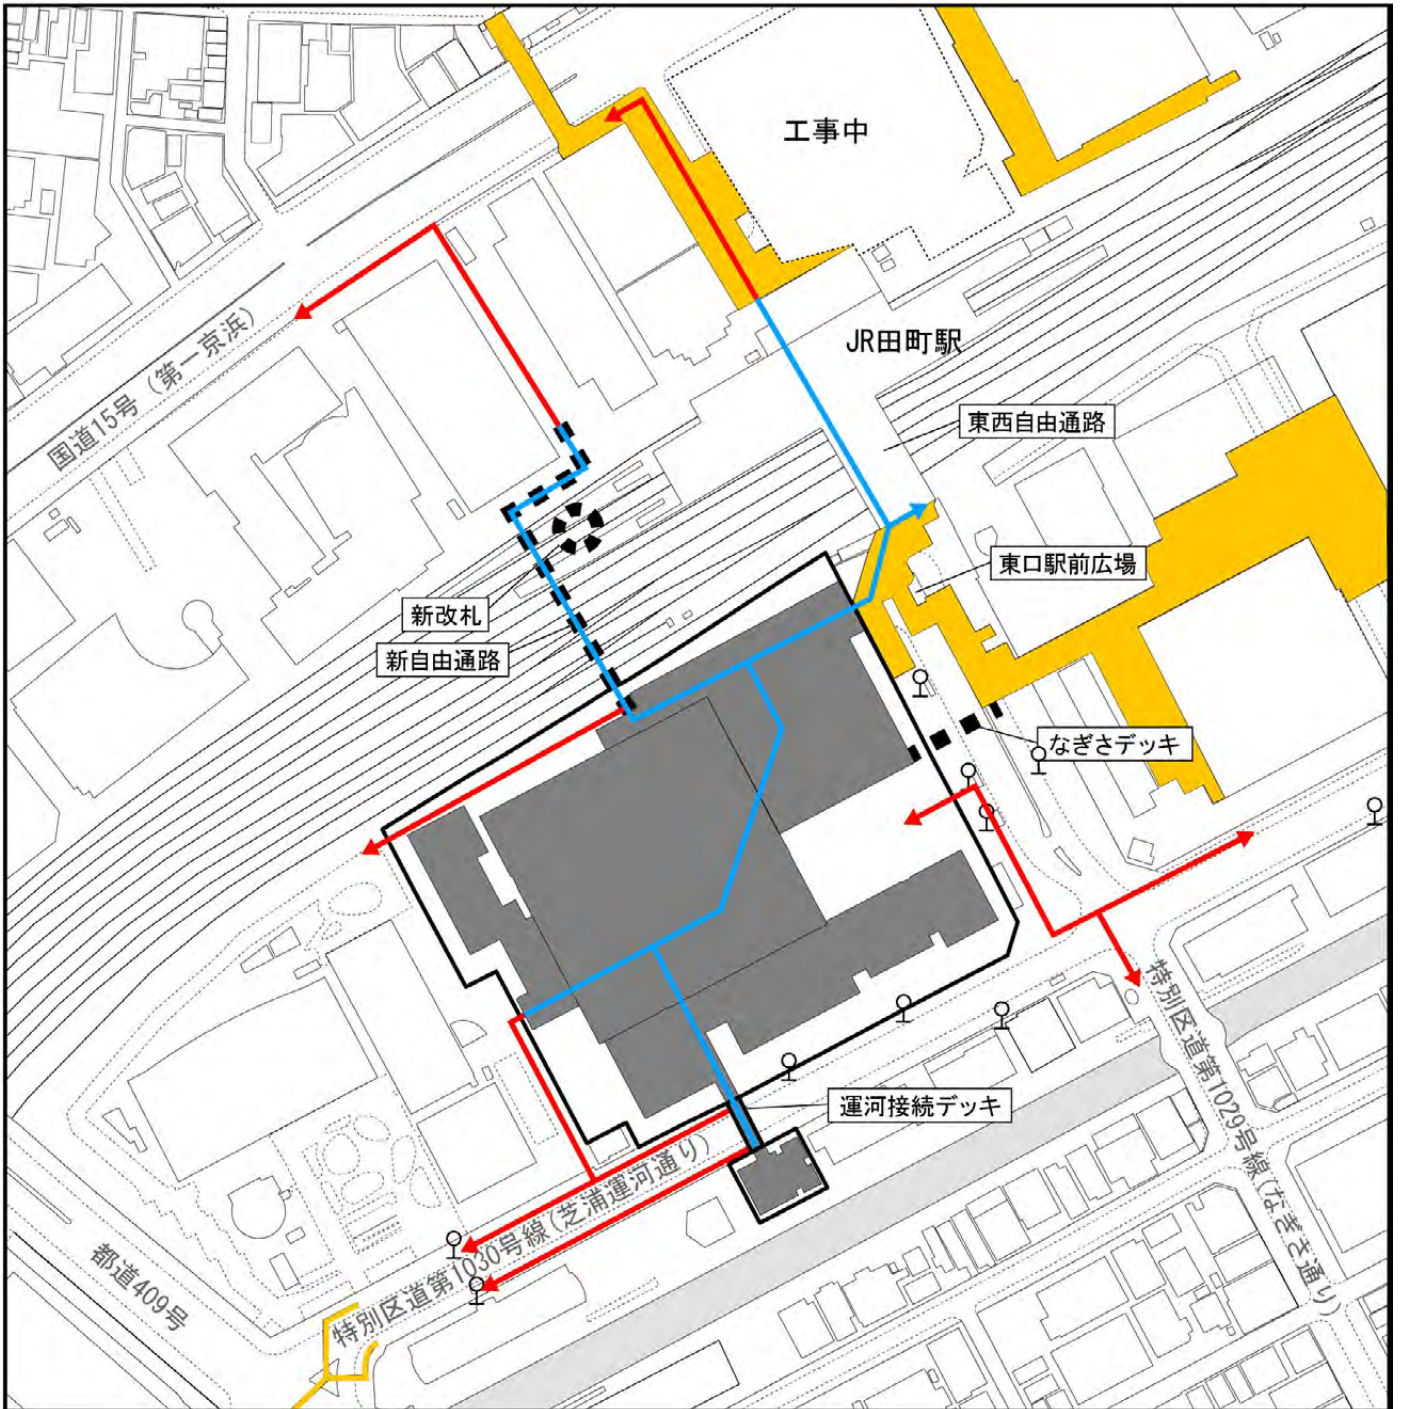 工事中
国道15号(第一京浜)
JR田町駅
東西自由通路
東口駅前広場
新改札
新自由通路
なぎさデッキ
特別区道第1029号線(なぎさ通り)
運河接続デッキ
特別区道第1030号線(芝浦運河通り)
都道409号